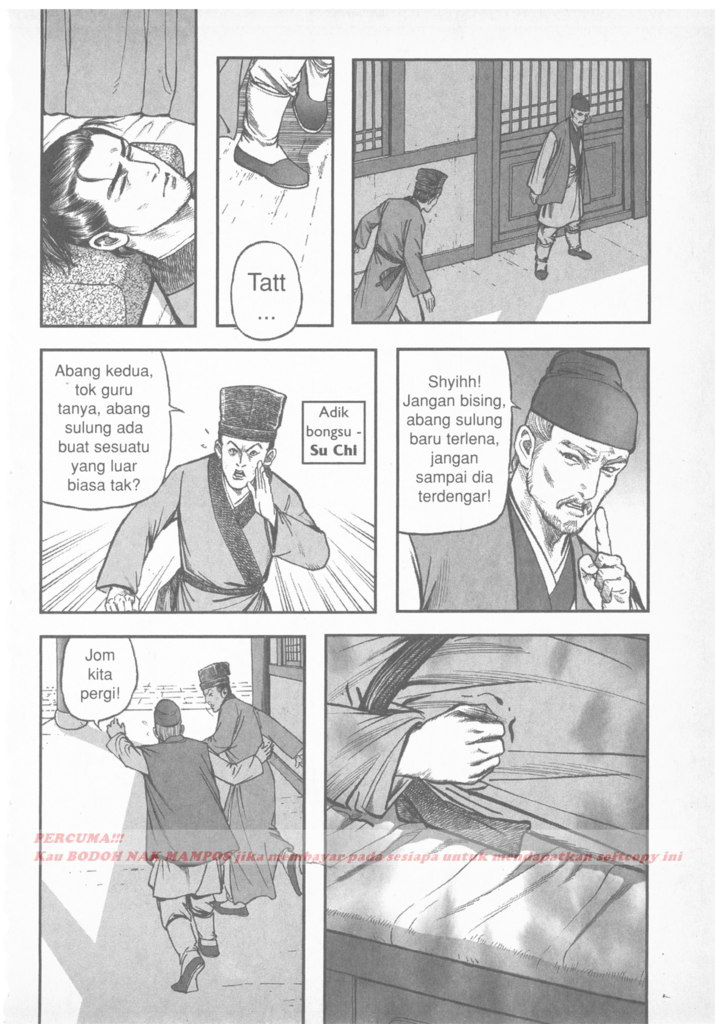 Tatt
...
Abang kedua,
tok guru
tanya, abang
sulung ada
buat sesuatu
yang luar
biasa tak?
Adik
bongsu -
Su Chi
Shyihh!
Jangan bising,
abang sulung
baru terlena,
jangan
sampai dia
terdengar!
Jom
kita
pergi!
PERCUMA!!!
Kau BODOH NAK MAMPOS jika membayar pada sesiapa untuk mendapatkan softcopy ini